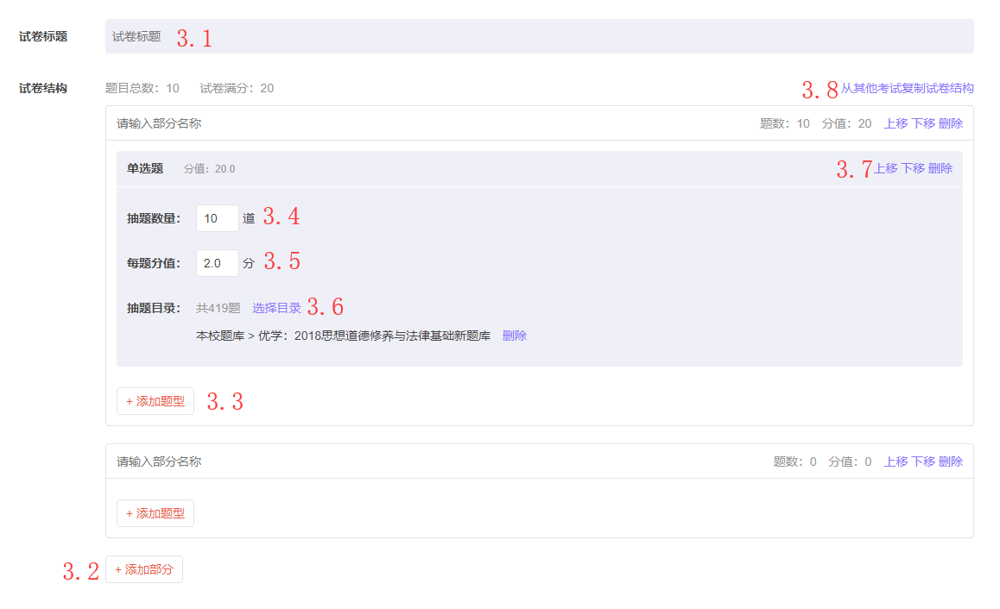 试卷标题 试卷标题 3.1
试卷结构 题目总数：10 试卷满分：20 3.8 从其他考试复制试卷结构
请输入部分名称 题数：10 分值：20 上移 下移 删除
单选题 分值：20.0 3.7 上移 下移 删除
抽题数量： 10 道 3.4
每题分值： 2.0 分 3.5
抽题目录： 共419题 选择目录 3.6
本校题库 > 优学：2018思想道德修养与法律基础新题库 删除
+ 添加题型 3.3
请输入部分名称 题数：0 分值：0 上移 下移 删除
+ 添加题型
3.2 + 添加部分